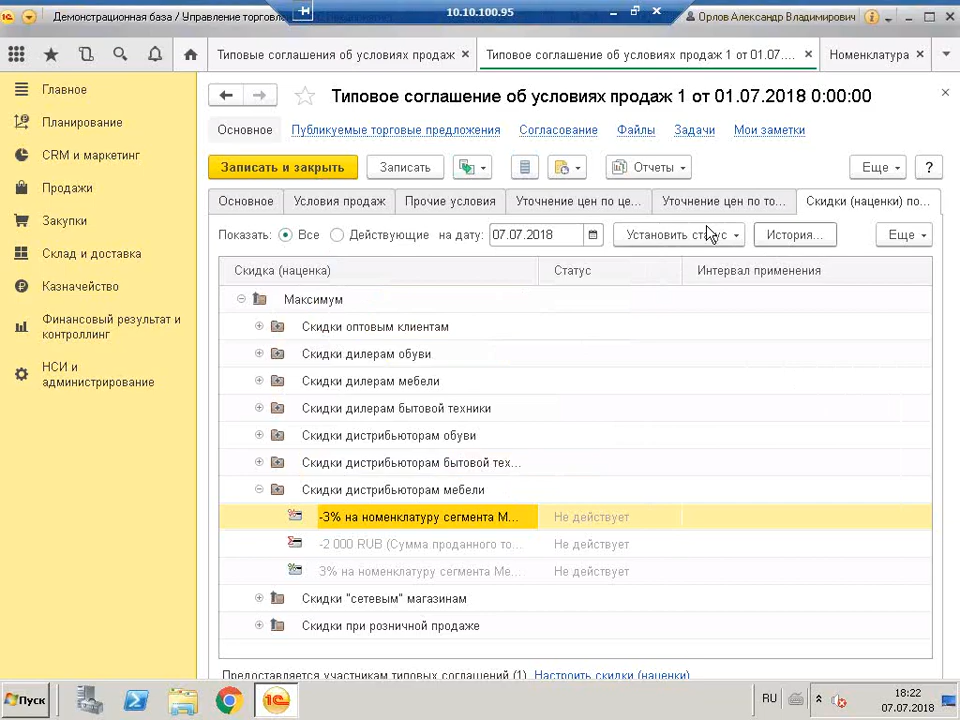 Демонстрационная база / Управление торговл
10.10.100.95
Орлов Александр Владимирович
Типовые соглашения об условиях продаж
Типовое соглашение об условиях продаж 1 от 01.07....
Номенклатура
Главное
Планирование
CRM и маркетинг
Продажи
Закупки
Склад и доставка
Казначейство
Финансовый результат и
контроллинг
НСИ и
администрирование
Типовое соглашение об условиях продаж 1 от 01.07.2018 0:00:00
Основное
Публикуемые торговые предложения
Согласование
Файлы
Задачи
Мои заметки
Записать и закрыть
Записать
Отчеты
Еще
?
Основное
Условия продаж
Прочие условия
Уточнение цен по це...
Уточнение цен по то...
Скидки (наценки) по...
Показать:
Все
Действующие
на дату:
07.07.2018
Установить статус
История...
Еще
Скидка (наценка)
Статус
Интервал применения
Максимум
Скидки оптовым клиентам
Скидки дилерам обуви
Скидки дилерам мебели
Скидки дилерам бытовой техники
Скидки дистрибьюторам обуви
Скидки дистрибьюторам бытовой тех...
Скидки дистрибьюторам мебели
-3% на номенклатуру сегмента М...
Не действует
-2 000 RUB (Сумма проданного то...
Не действует
3% на номенклатуру сегмента Ме...
Не действует
Скидки "сетевым" магазинам
Скидки при розничной продаже
Предоставляется участникам типовых соглашений (1)
Настроить скидки (наценки)
Пуск
RU
18:22
07.07.2018